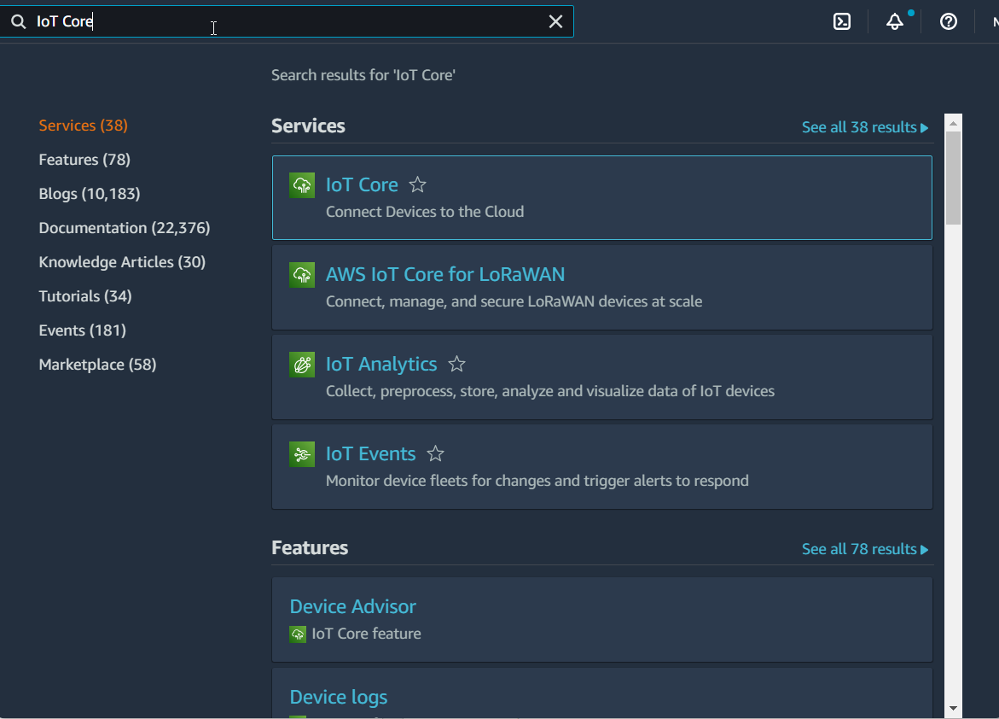 IoT Core
Search results for 'IoT Core'
Services (38)
Features (78)
Blogs (10,183)
Documentation (22,376)
Knowledge Articles (30)
Tutorials (34)
Events (181)
Marketplace (58)
Services
See all 38 results
IoT Core
Connect Devices to the Cloud
AWS IoT Core for LoRaWAN
Connect, manage, and secure LoRaWAN devices at scale
IoT Analytics
Collect, preprocess, store, analyze and visualize data of IoT devices
IoT Events
Monitor device fleets for changes and trigger alerts to respond
Features
See all 78 results
Device Advisor
IoT Core feature
Device logs